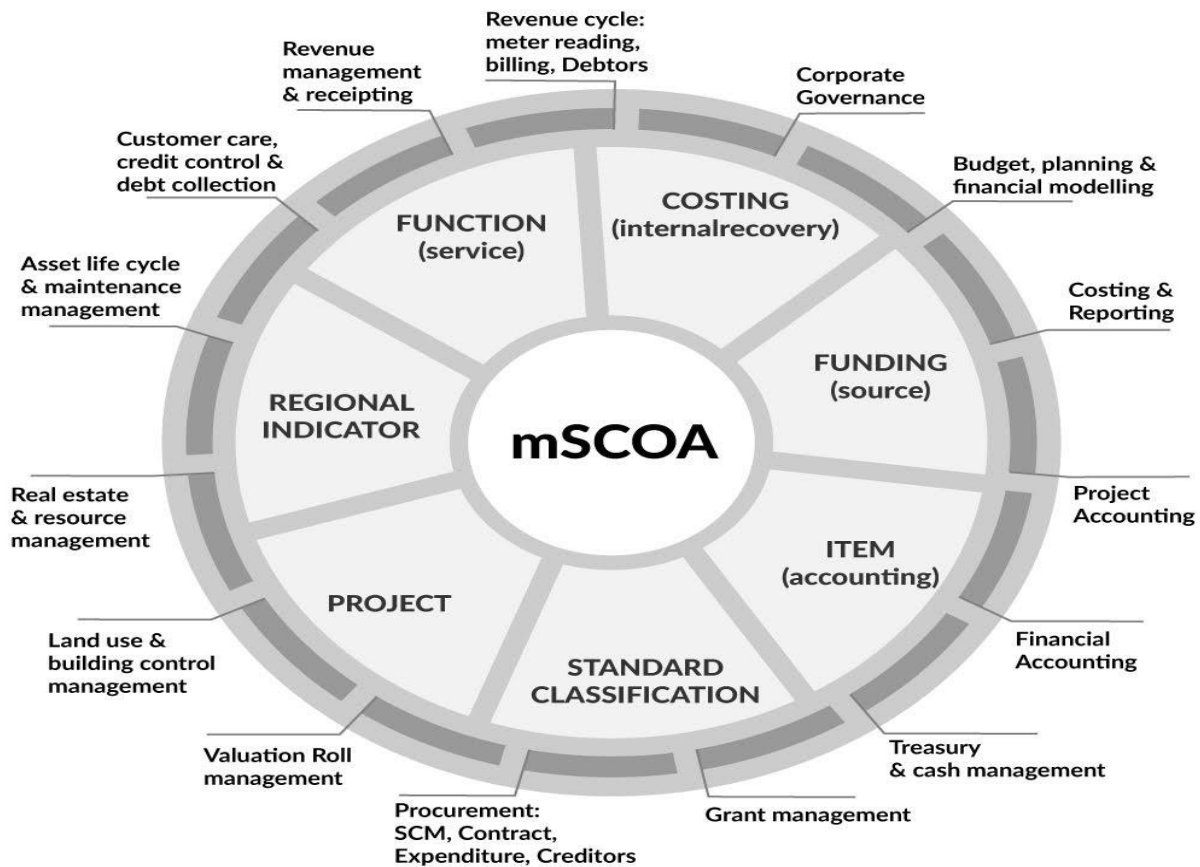 Revenue cycle:
meter reading,
billing, Debtors
Corporate
Governance
Budget, planning &
financial modelling
Costing &
Reporting
Project
Accounting
Financial
Accounting
Treasury
& cash management
Grant management
Procurement:
SCM, Contract,
Expenditure, Creditors
Valuation Roll
management
Land use &
building control
management
Real estate
& resource
management
Asset life cycle
& maintenance
management
Customer care,
credit control &
debt collection
Revenue
management
& receipting
FUNCTION
(service)
COSTING
(internalrecovery)
FUNDING
(source)
ITEM
(accounting)
STANDARD
CLASSIFICATION
PROJECT
REGIONAL
INDICATOR
mSCOA